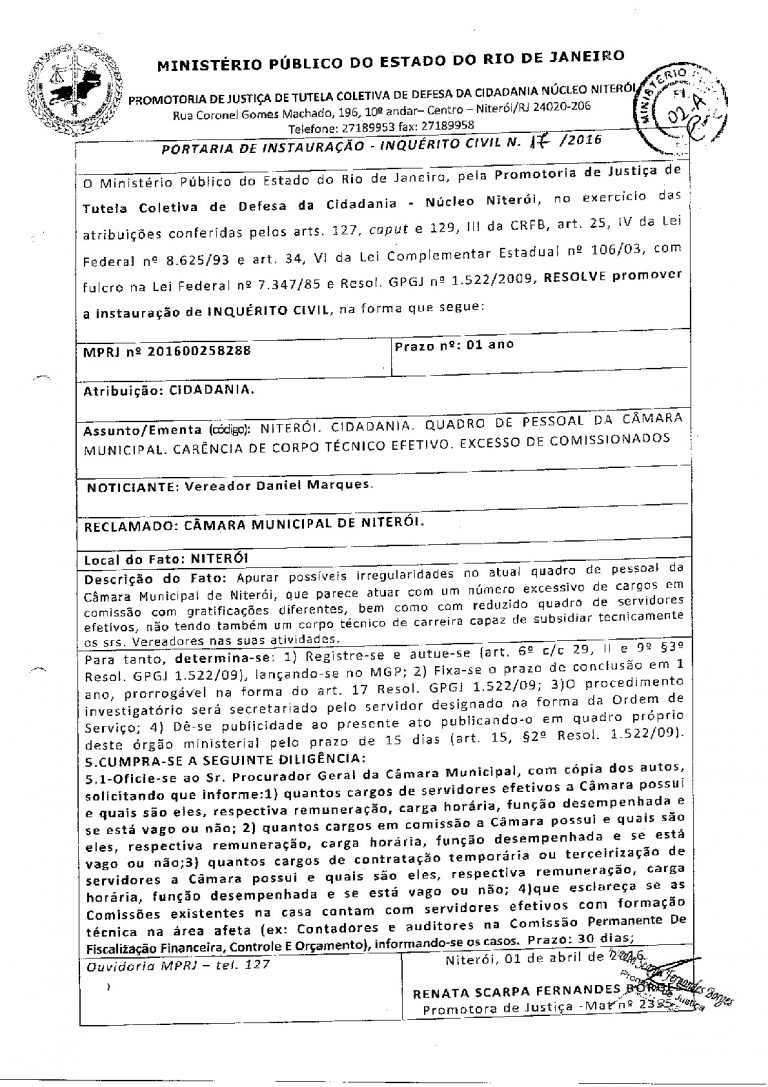 MINISTÉRIO PÚBLICO DO ESTADO DO RIO DE JANEIRO
PROMOTORIA DE JUSTIÇA DE TUTELA COLETIVA DE DEFESA DA CIDADANIA NÚCLEO NITERÓI
Rua Coronel Gomes Machado, 196, 10º andar– Centro – Niterói/RJ 24020-206
Telefone: 27189953 fax: 27189958
MINISTÉRIO
Fl
02-A
PORTARIA DE INSTAURAÇÃO - INQUÉRITO CIVIL N. 17 /2016
O Ministério Público do Estado do Rio de Janeiro, pela Promotoria de Justiça de
Tutela Coletiva de Defesa da Cidadania - Núcleo Niterói, no exercício das
atribuições conferidas pelos arts. 127, caput e 129, III da CRFB, art. 25, IV da Lei
Federal nº 8.625/93 e art. 34, VI da Lei Complementar Estadual nº 106/03, com
fulcro na Lei Federal nº 7.347/85 e Resol. GPGJ nº 1.522/2009, RESOLVE promover
a instauração de INQUÉRITO CIVIL, na forma que segue:
MPRJ nº 201600258288
Prazo nº: 01 ano
Atribuição: CIDADANIA.
Assunto/Ementa (código): NITERÓI. CIDADANIA. QUADRO DE PESSOAL DA CÂMARA
MUNICIPAL. CARÊNCIA DE CORPO TÉCNICO EFETIVO. EXCESSO DE COMISSIONADOS
NOTICIANTE: Vereador Daniel Marques.
RECLAMADO: CÂMARA MUNICIPAL DE NITERÓI.
Local do Fato: NITERÓI
Descrição do Fato: Apurar possíveis irregularidades no atual quadro de pessoal da
Câmara Municipal de Niterói, que parece atuar com um número excessivo de cargos em
comissão com gratificações diferentes, bem como com reduzido quadro de servidores
efetivos, não tendo também um corpo técnico de carreira capaz de subsidiar tecnicamente
os srs. Vereadores nas suas atividades.
Para tanto, determina-se: 1) Registre-se e autue-se (art. 6º c/c 29, II e 9º §3º
Resol. GPGJ 1.522/09), lançando-se no MGP; 2) Fixa-se o prazo de conclusão em 1
ano, prorrogável na forma do art. 17 Resol. GPGJ 1.522/09; 3)O procedimento
investigatório será secretariado pelo servidor designado na forma da Ordem de
Serviço; 4) Dê-se publicidade ao presente ato publicando-o em quadro próprio
deste órgão ministerial pelo prazo de 15 dias (art. 15, §2º Resol. 1.522/09).
5.CUMPRA-SE A SEGUINTE DILIGÊNCIA:
5.1-Oficie-se ao Sr. Procurador Geral da Câmara Municipal, com cópia dos autos,
solicitando que informe:1) quantos cargos de servidores efetivos a Câmara possui
e quais são eles, respectiva remuneração, carga horária, função desempenhada e
se está vago ou não; 2) quantos cargos em comissão a Câmara possui e quais são
eles, respectiva remuneração, carga horária, função desempenhada e se está
vago ou não;3) quantos cargos de contratação temporária ou terceirização de
servidores a Câmara possui e quais são eles, respectiva remuneração, carga
horária, função desempenhada e se está vago ou não; 4)que esclareça se as
Comissões existentes na casa contam com servidores efetivos com formação
técnica na área afeta (ex: Contadores e auditores na Comissão Permanente De
Fiscalização Financeira, Controle E Orçamento), informando-se os casos. Prazo: 30 dias;
Ouvidoria MPRJ – tel. 127
Niterói, 01 de abril de 2016.
RENATA SCARPA FERNANDES BORGES
Promotora de Justiça -Mat nº